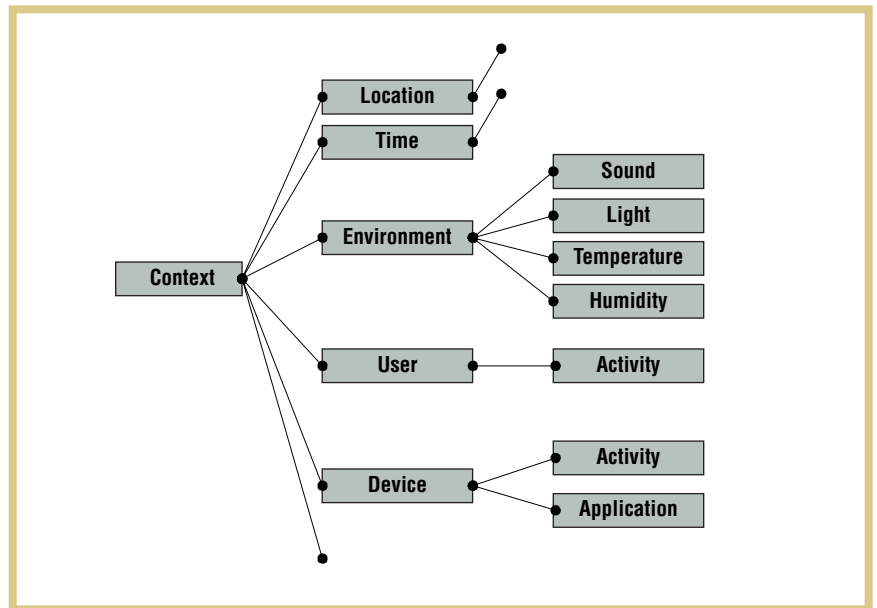 Location
Time
Sound
Light
Environment
Temperature
Context
Humidity
User
Activity
Activity
Device
Application